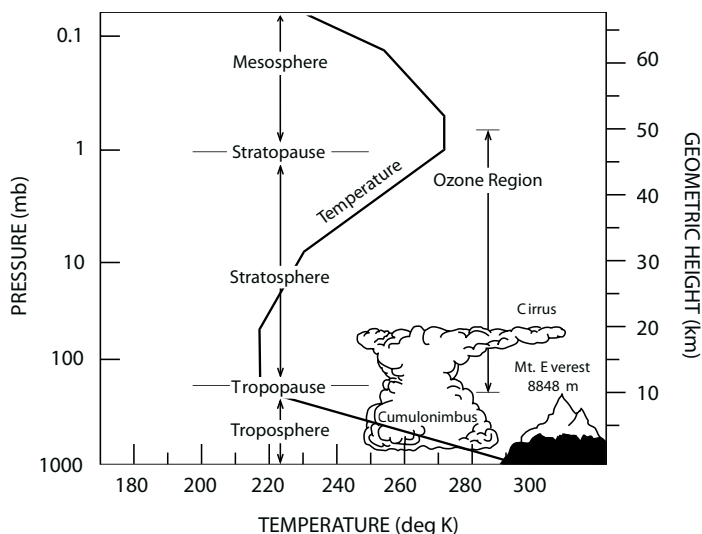 0.1
1
10
100
1000
PRESSURE (mb)
Mesosphere
Stratopause
Stratosphere
Tropopause
Troposphere
Temperature
Ozone Region
Cirrus
Mt. Everest
8848 m
Cumulonimbus
60
50
40
30
20
10
GEOMETRIC HEIGHT (km)
180
200
220
240
260
280
300
TEMPERATURE (deg K)